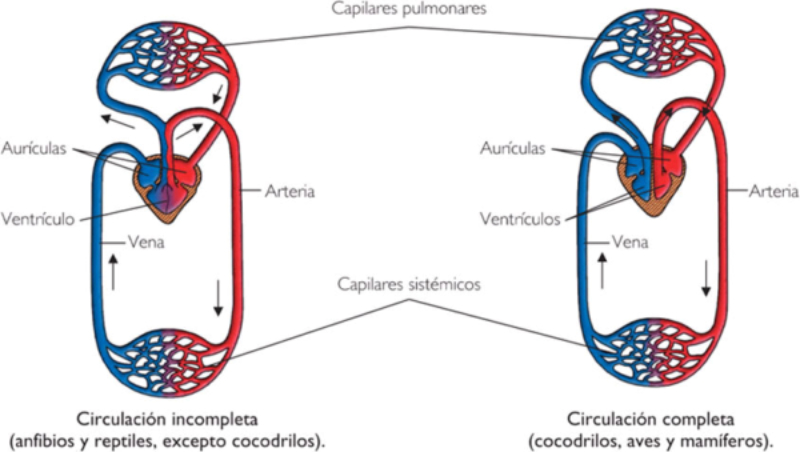 Capilares pulmonares
Aurículas
Arteria
Ventrículo
Vena
Aurículas
Arteria
Ventrículos
Vena
Capilares sistémicos
Circulación incompleta
(anfibios y reptiles, excepto cocodrilos).
Circulación completa
(cocodrilos, aves y mamíferos).